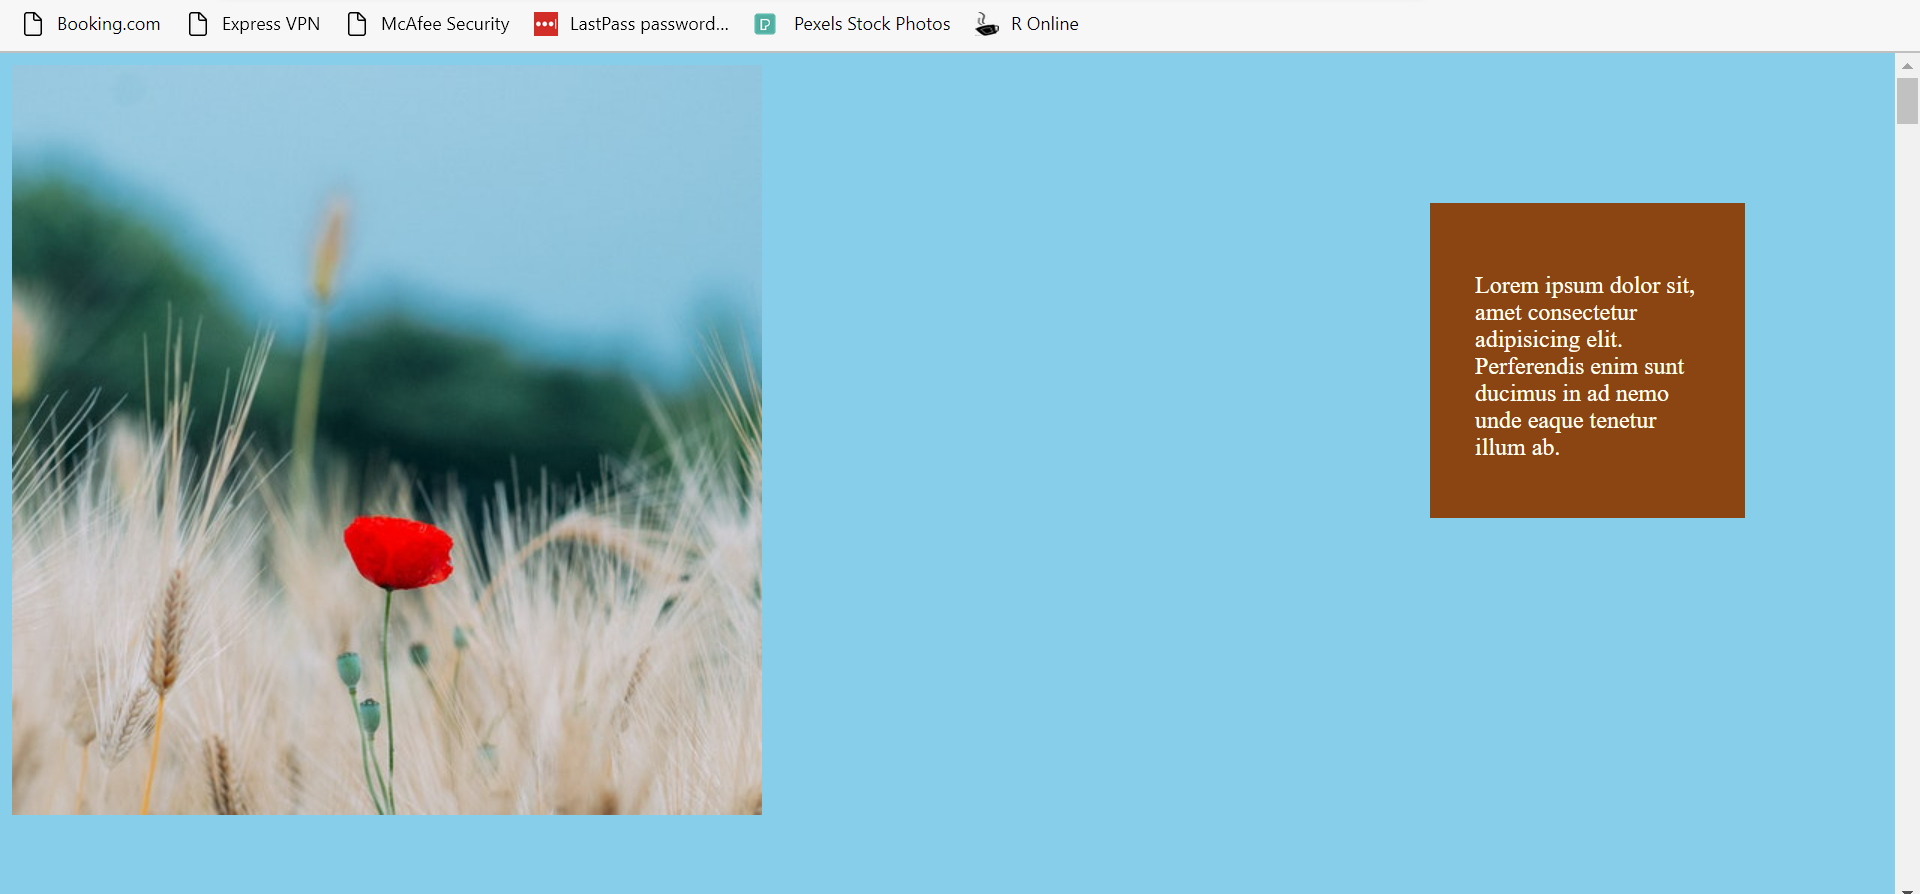 Booking.com Express VPN McAfee Security LastPass password... Pexels Stock Photos R Online
Lorem ipsum dolor sit,
amet consectetur
adipisicing elit.
Perferendis enim sunt
ducimus in ad nemo
unde eaque tenetur
illum ab.